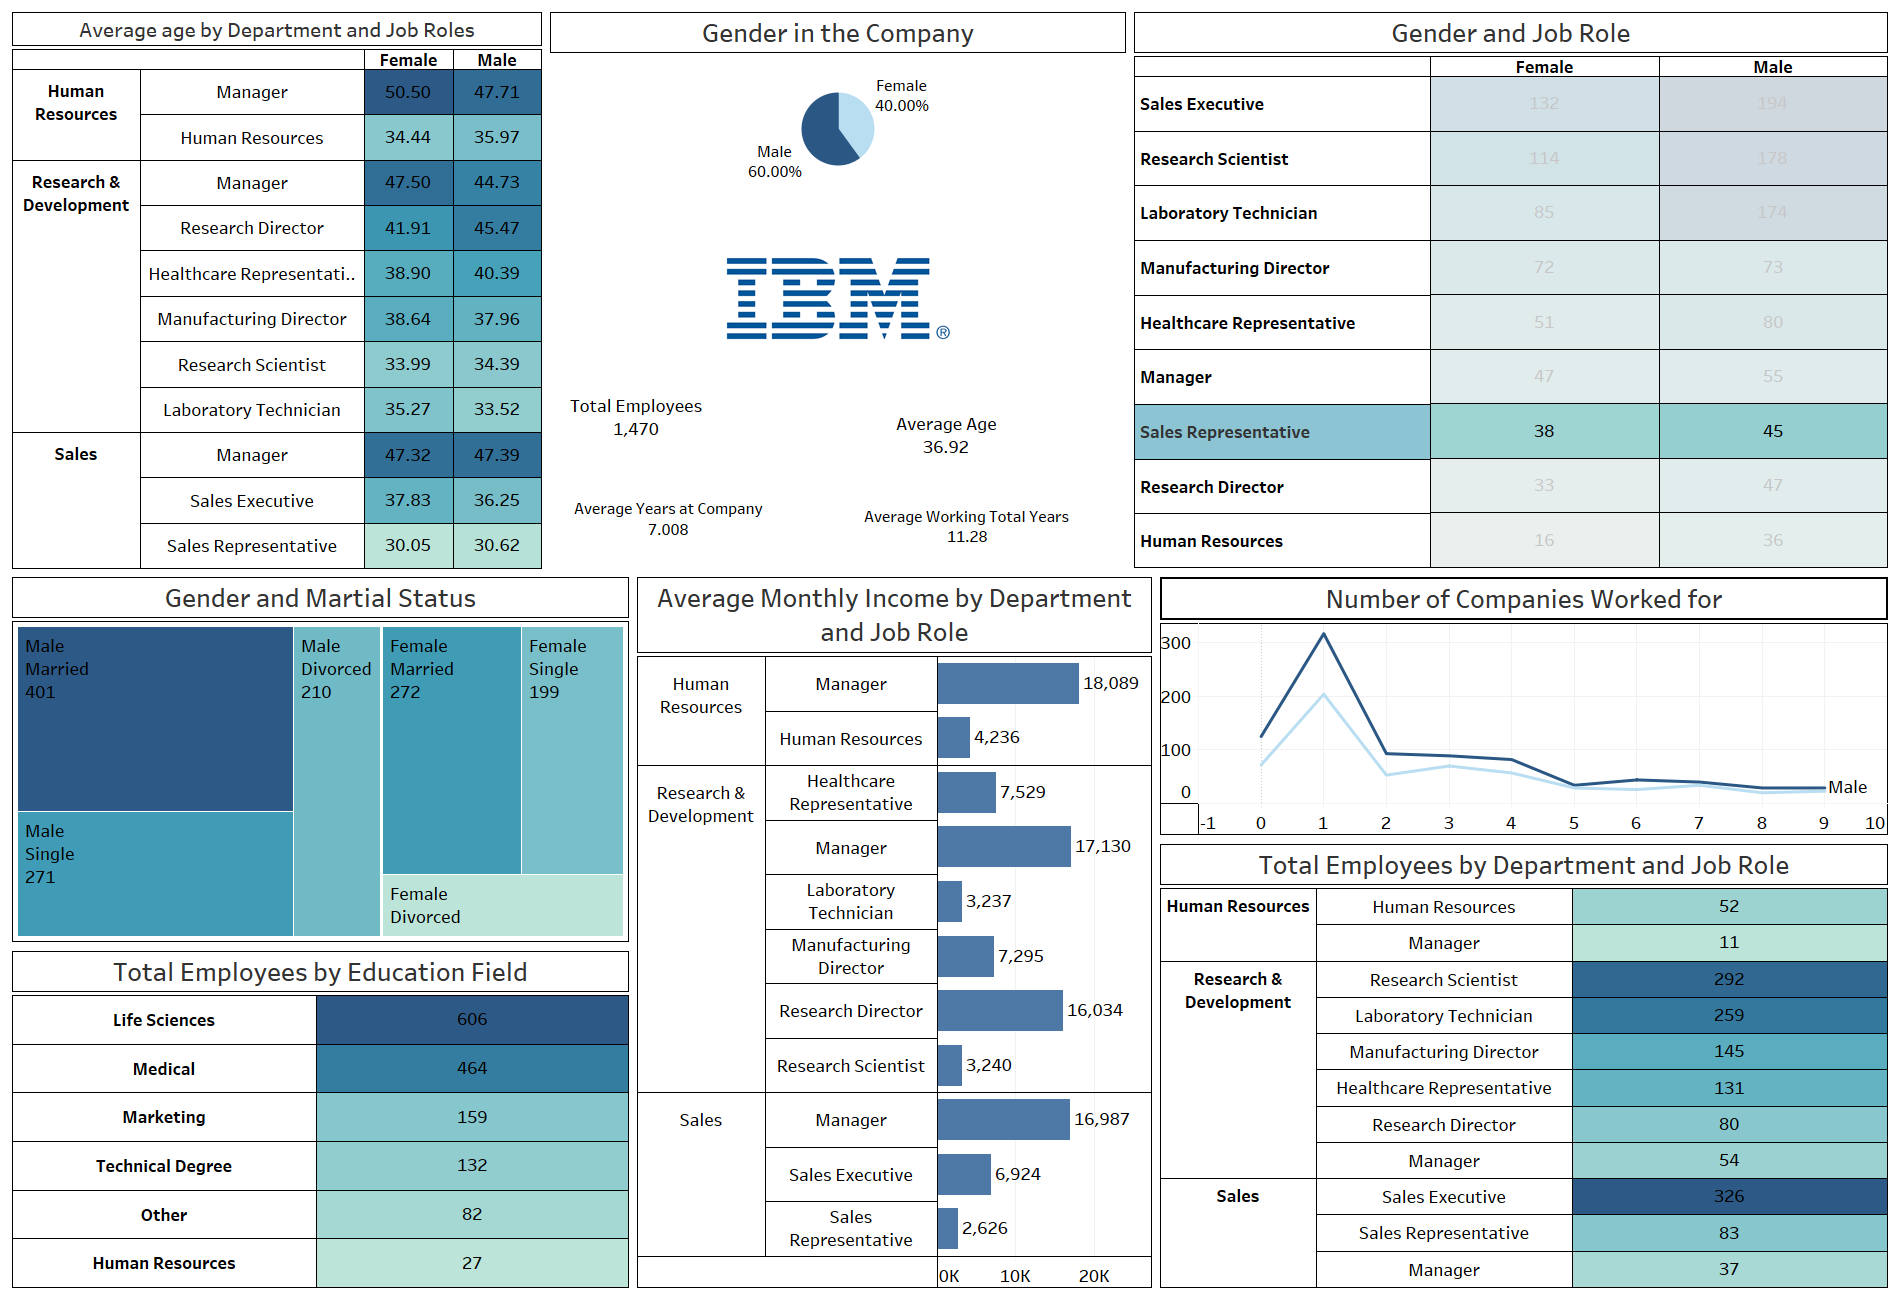 Average age by Department and Job Roles
Female Male
Human Resources Manager 50.50 47.71
Human Resources 34.44 35.97
Research & Development Manager 47.50 44.73
Research Director 41.91 45.47
Healthcare Representati.. 38.90 40.39
Manufacturing Director 38.64 37.96
Research Scientist 33.99 34.39
Laboratory Technician 35.27 33.52
Sales Manager 47.32 47.39
Sales Executive 37.83 36.25
Sales Representative 30.05 30.62
Gender in the Company
Female
40.00%
Male
60.00%
IBM®
Total Employees
1,470
Average Age
36.92
Average Years at Company
7.008
Average Working Total Years
11.28
Gender and Job Role
Female Male
Sales Executive 132 194
Research Scientist 114 178
Laboratory Technician 85 174
Manufacturing Director 72 73
Healthcare Representative 51 80
Manager 47 55
Sales Representative 38 45
Research Director 33 47
Human Resources 16 36
Gender and Martial Status
Male
Married
401
Male
Single
271
Male
Divorced
210
Female
Married
272
Female
Single
199
Female
Divorced
Total Employees by Education Field
Life Sciences 606
Medical 464
Marketing 159
Technical Degree 132
Other 82
Human Resources 27
Average Monthly Income by Department
and Job Role
Human Resources Manager 18,089
Human Resources 4,236
Research & Development Healthcare Representative 7,529
Manager 17,130
Laboratory Technician 3,237
Manufacturing Director 7,295
Research Director 16,034
Research Scientist 3,240
Sales Manager 16,987
Sales Executive 6,924
Sales Representative 2,626
0K 10K 20K
Number of Companies Worked for
300
200
100
0
Male
-1 0 1 2 3 4 5 6 7 8 9 10
Total Employees by Department and Job Role
Human Resources Human Resources 52
Manager 11
Research & Development Research Scientist 292
Laboratory Technician 259
Manufacturing Director 145
Healthcare Representative 131
Research Director 80
Manager 54
Sales Sales Executive 326
Sales Representative 83
Manager 37